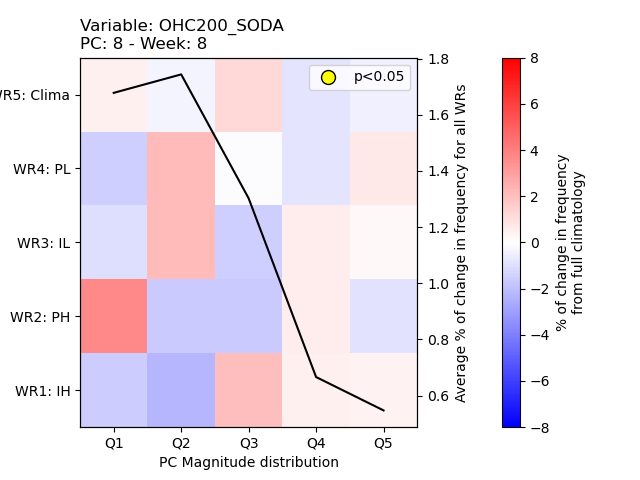 Variable: OHC200_SODA
PC: 8 - Week: 8
p<0.05
WR5: Clima
WR4: PL
WR3: IL
WR2: PH
WR1: IH
Q1 Q2 Q3 Q4 Q5
PC Magnitude distribution
1.8
1.6
1.4
1.2
1.0
0.8
0.6
Average % of change in frequency for all WRs
8
6
4
2
0
−2
−4
−6
−8
% of change in frequency
from full climatology